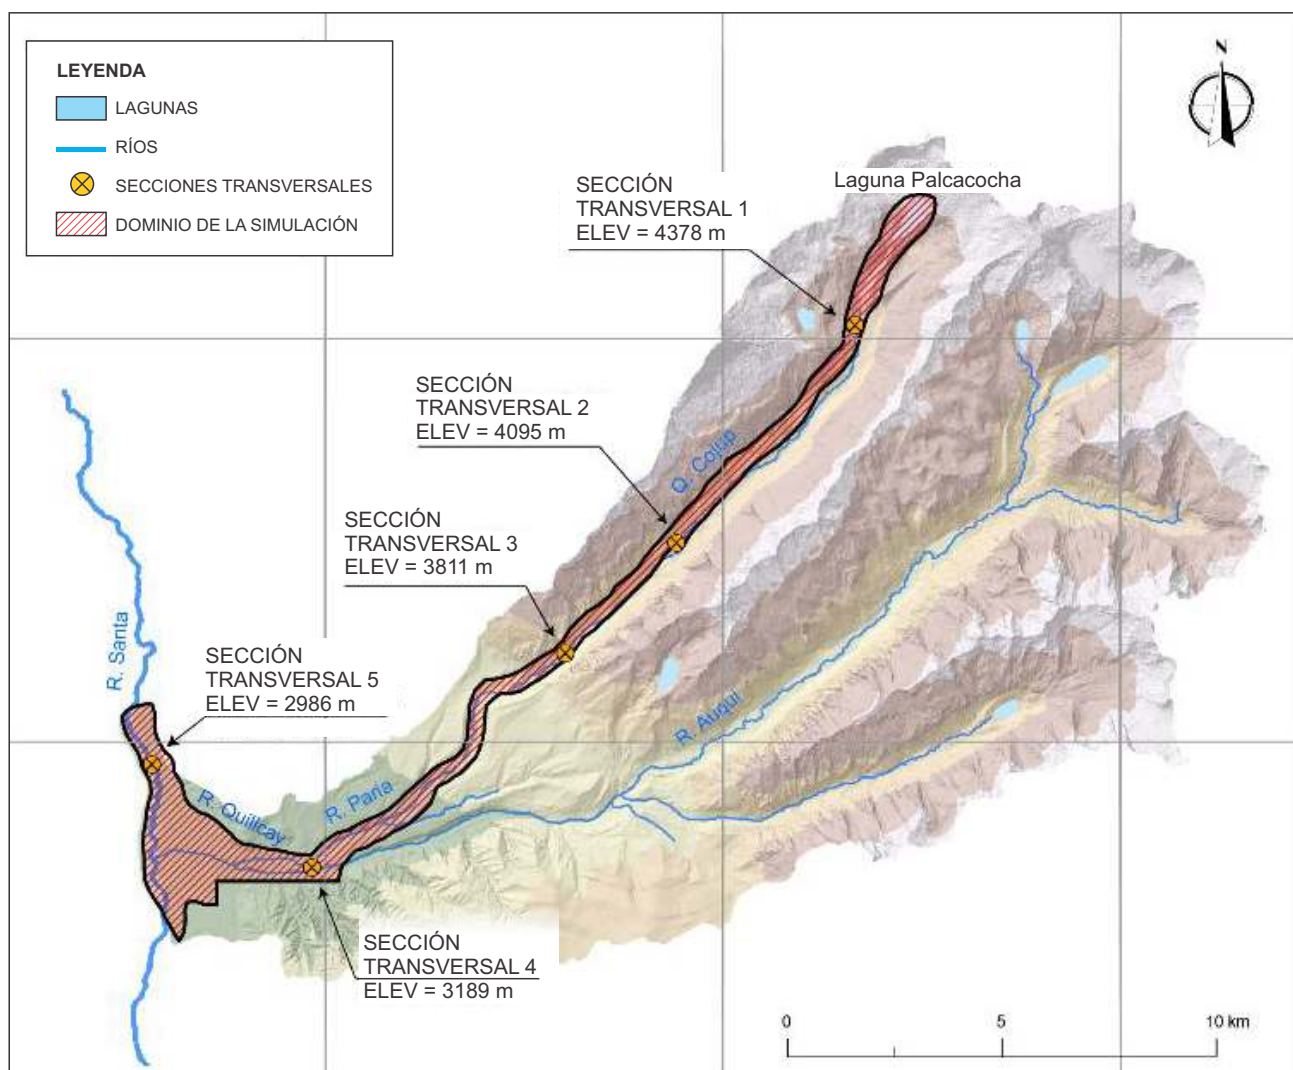 LEYENDA
LAGUNAS
RÍOS
SECCIONES TRANSVERSALES
DOMINIO DE LA SIMULACIÓN
N
Laguna Palcacocha
SECCIÓN
TRANSVERSAL 1
ELEV = 4378 m
SECCIÓN
TRANSVERSAL 2
ELEV = 4095 m
Q. Cojup
SECCIÓN
TRANSVERSAL 3
ELEV = 3811 m
R. Santa
SECCIÓN
TRANSVERSAL 5
ELEV = 2986 m
R. Auqui
R. Quillcay
R. Paria
SECCIÓN
TRANSVERSAL 4
ELEV = 3189 m
0 5 10 km